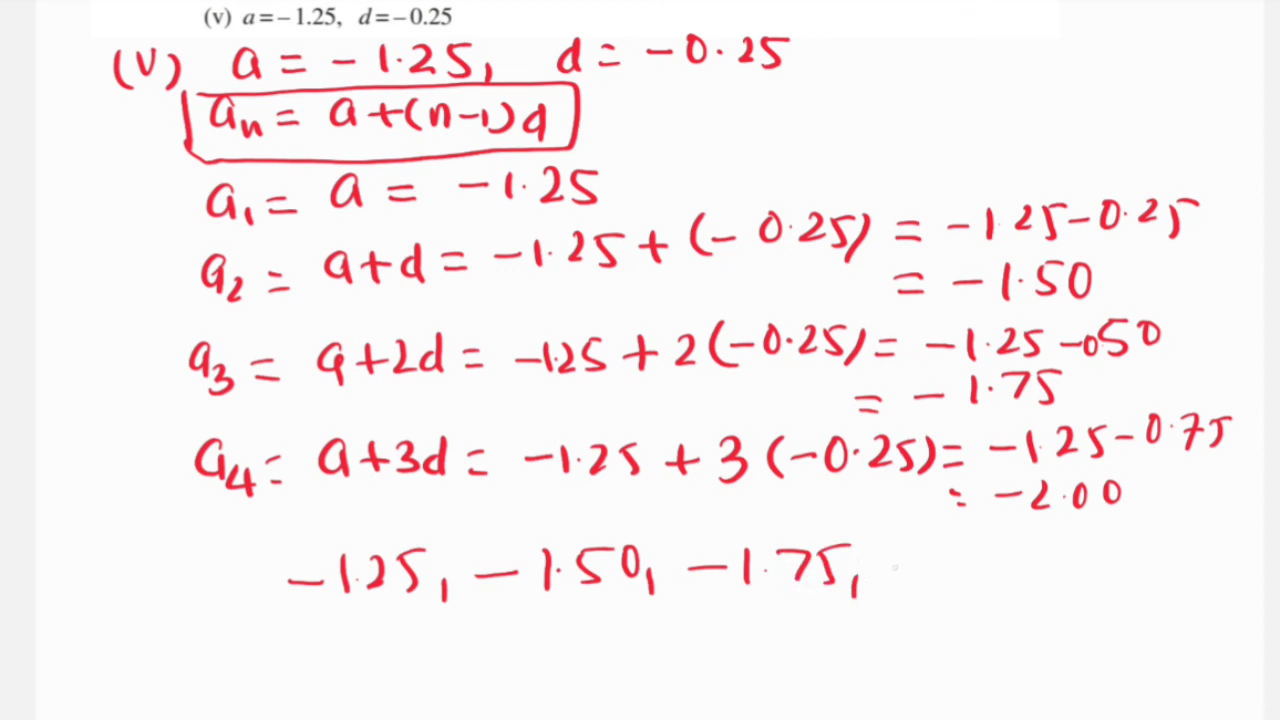 (v) a = – 1.25, d = – 0.25
(V) a = - 1.25, d = - 0.25
an = a+(n-1)d
a1 = a = -1.25
a2 = a+d = -1.25 + (- 0.25) = -1.25-0.25
= -1.50
a3 = a+2d = -1.25 + 2(-0.25) = -1.25 -050
= - 1.75
a4 = a+3d = -1.25 + 3 (-0.25) = -1.25-0.75
= -2.00
-1.25, - 1.50, -1.75,